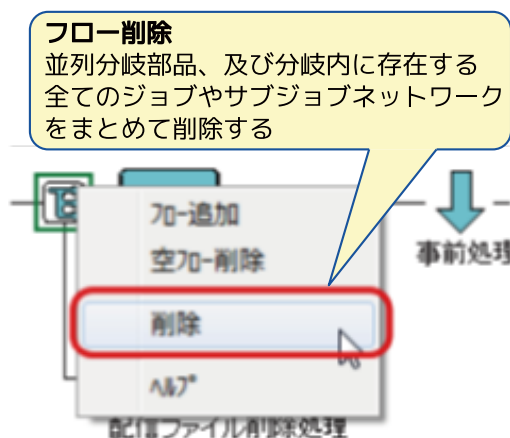 フロー削除
並列分岐部品、及び分岐内に存在する
全てのジョブやサブジョブネットワーク
をまとめて削除する
フロー追加
空フロー削除
事前処理
削除
ヘルプ
配信ファイル削除処理